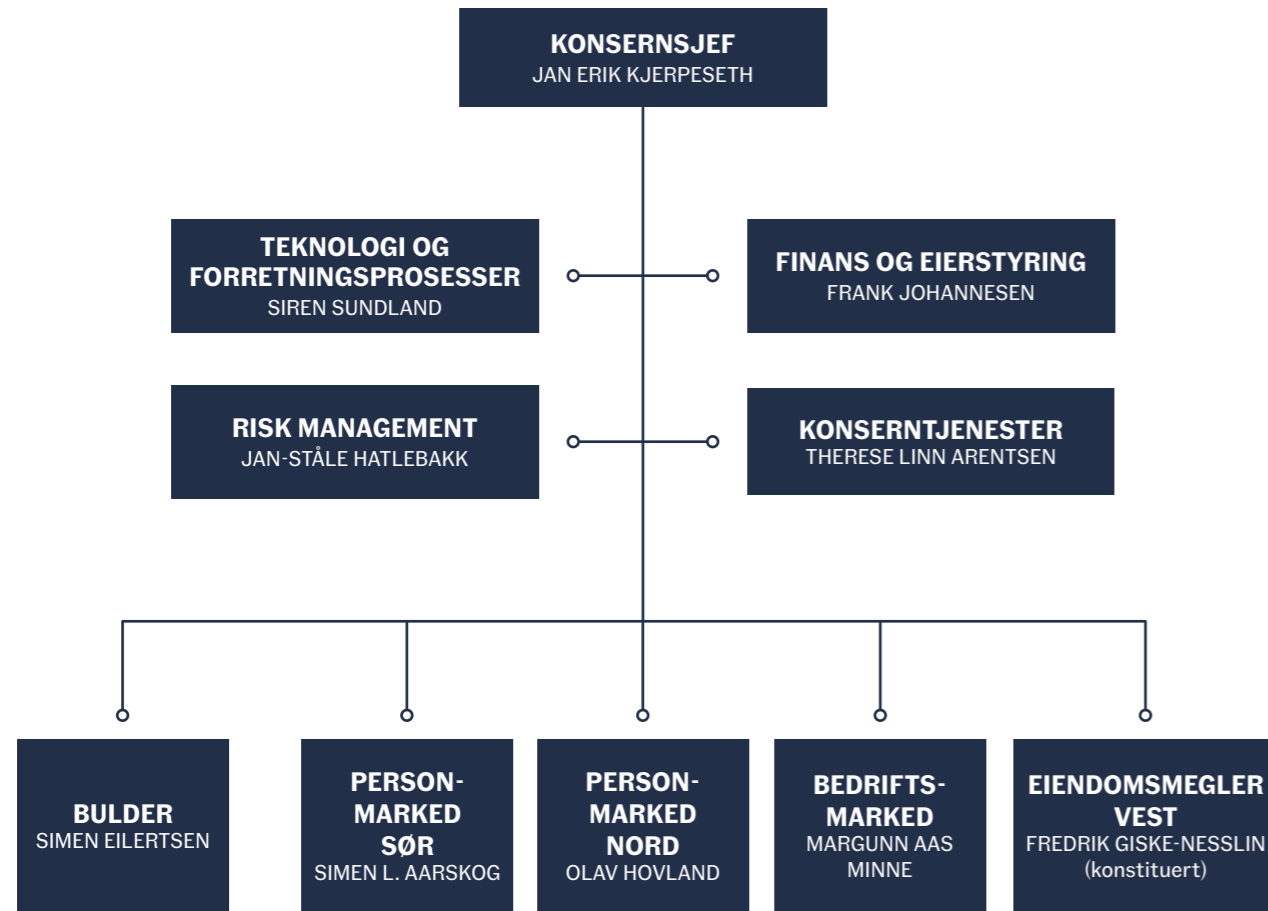 KONSERNSJEF
JAN ERIK KJERPESETH
TEKNOLOGI OG
FORRETNINGSPROSESSER
SIREN SUNDLAND
FINANS OG EIERSTYRING
FRANK JOHANNESEN
RISK MANAGEMENT
JAN-STÅLE HATLEBAKK
KONSERNTJENESTER
THERESE LINN ARENTSEN
BULDER
SIMEN EILERTSEN
PERSON-
MARKED
SØR
SIMEN L. AARSKOG
PERSON-
MARKED
NORD
OLAV HOVLAND
BEDRIFTS-
MARKED
MARGUNN AAS
MINNE
EIENDOMSMEGLER
VEST
FREDRIK GISKE-NESSLIN
(konstituert)